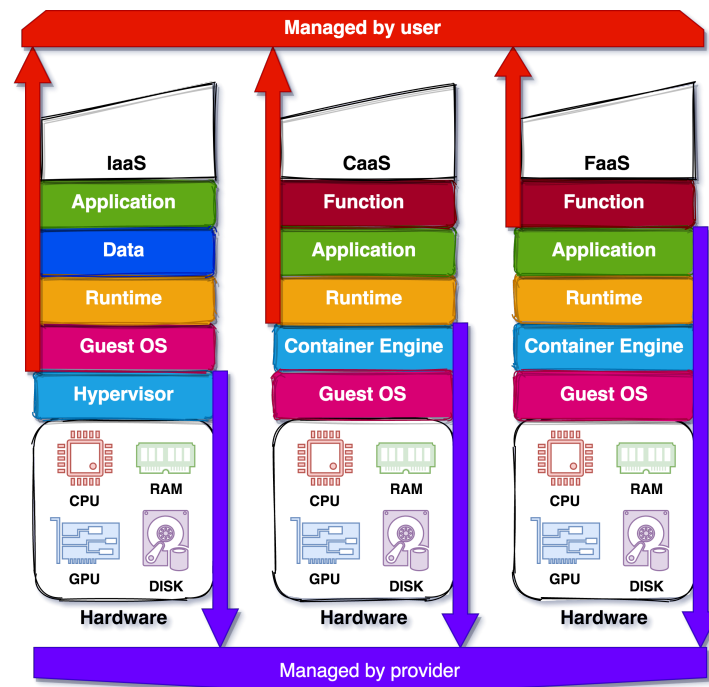 Managed by user
IaaS
Application
Data
Runtime
Guest OS
Hypervisor
CPU
RAM
GPU
DISK
Hardware
CaaS
Function
Application
Runtime
Container Engine
Guest OS
CPU
RAM
GPU
DISK
Hardware
FaaS
Function
Application
Runtime
Container Engine
Guest OS
CPU
RAM
GPU
DISK
Hardware
Managed by provider